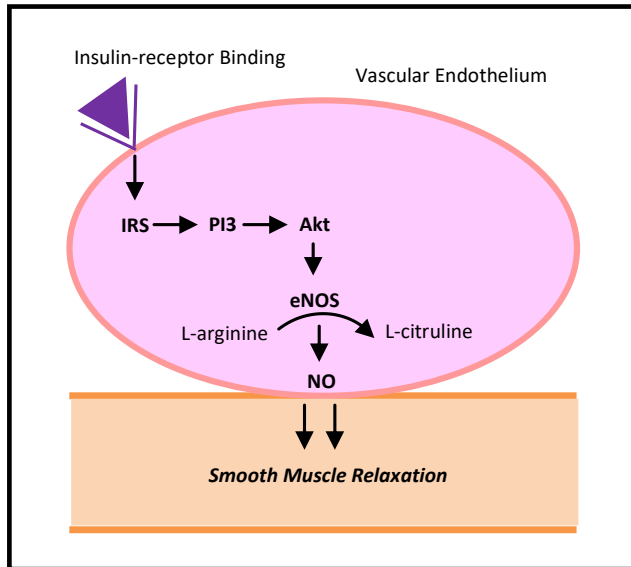 Insulin-receptor Binding
Vascular Endothelium
IRS PI3 Akt
eNOS
L-arginine L-citruline
NO
Smooth Muscle Relaxation